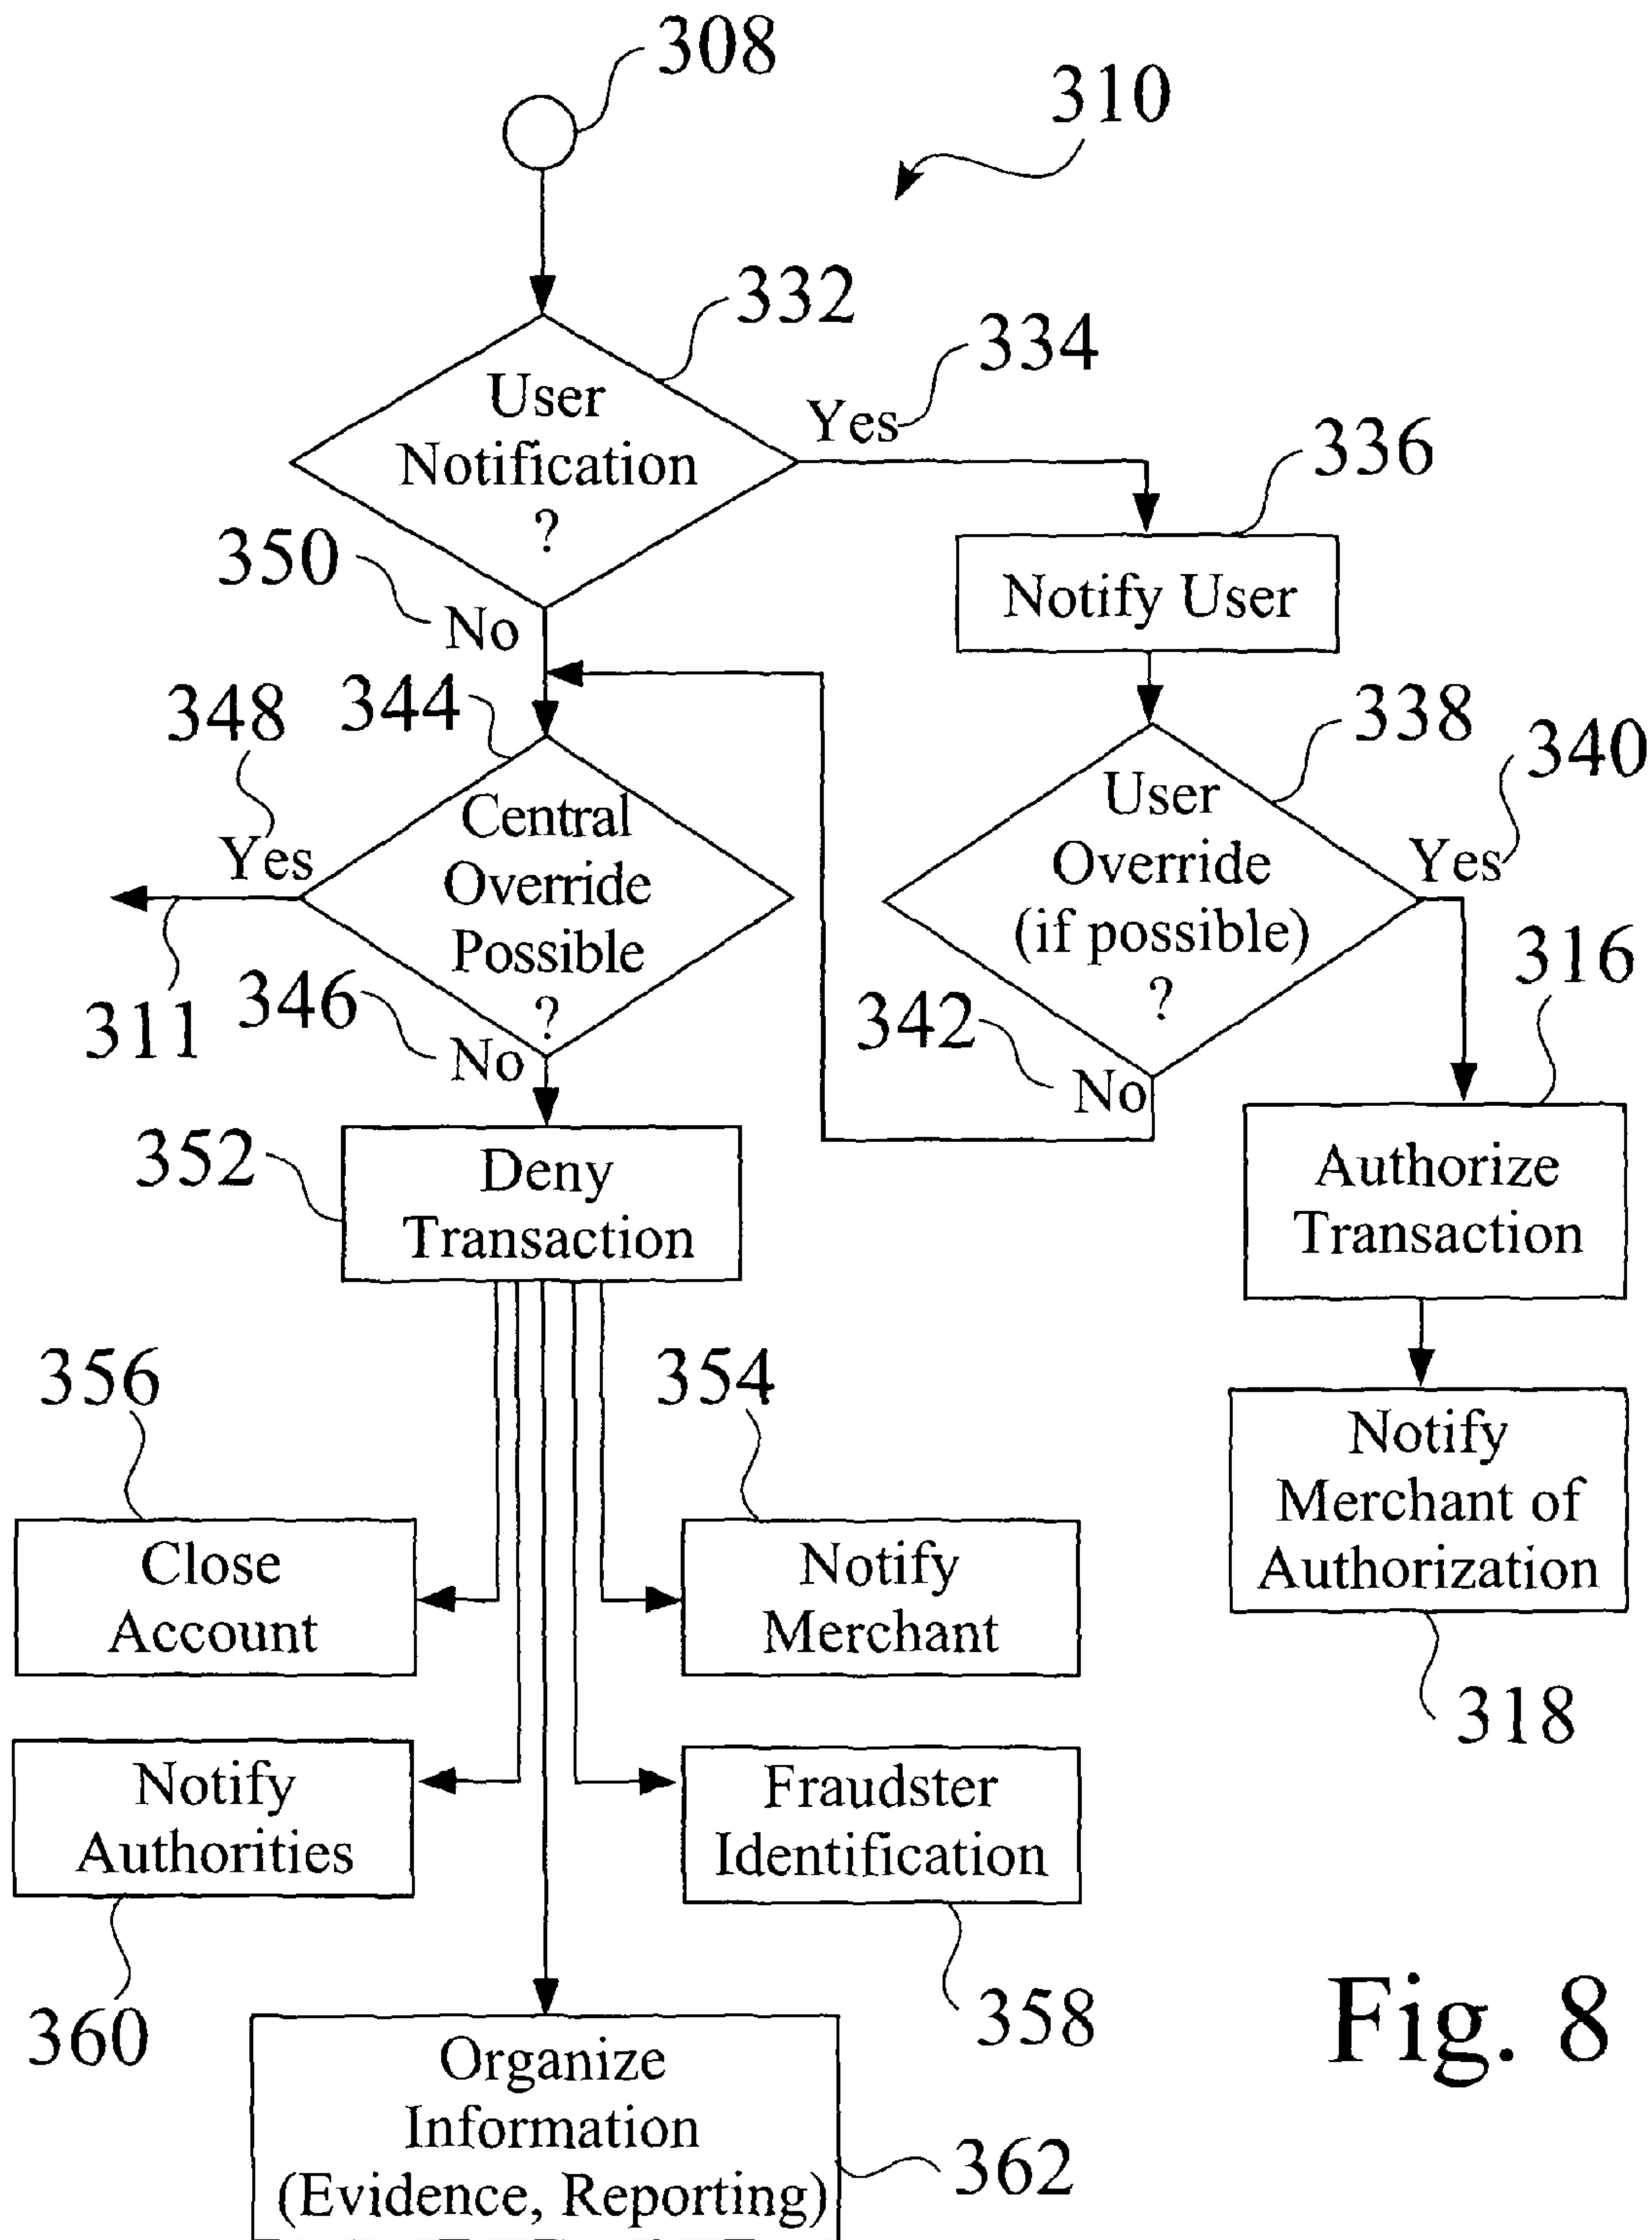 308
310
332
334
User
Notification
?
Yes
336
350
No
Notify User
348
344
338
340
Yes
Central
Override
Possible
?
User
Override
(if possible)
?
Yes
316
311
346
No
342
No
352
Deny
Transaction
Authorize
Transaction
356
354
Notify
Merchant of
Authorization
Close
Account
Notify
Merchant
318
Notify
Authorities
Fraudster
Identification
360
358
Fig. 8
Organize
Information
(Evidence, Reporting)
362